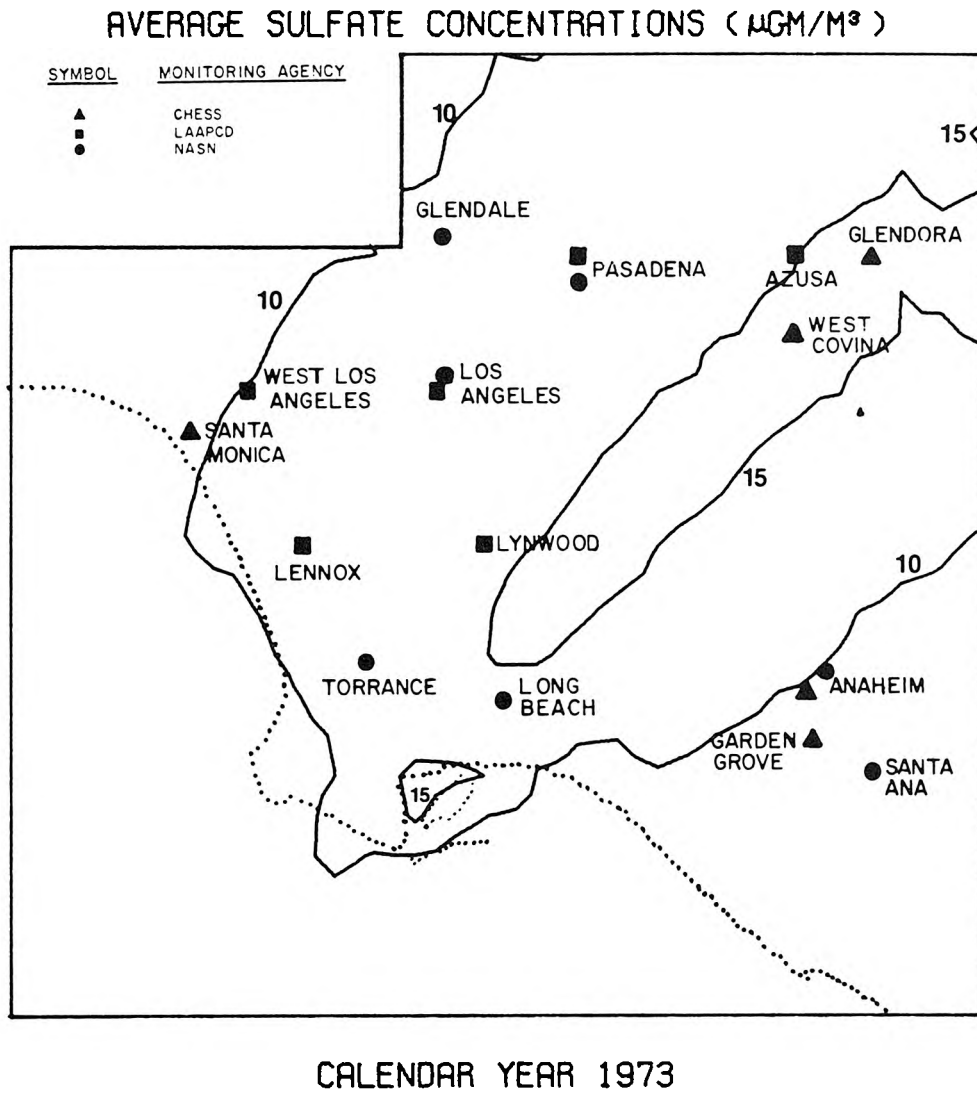 AVERAGE SULFATE CONCENTRATIONS (µGM/M³)
SYMBOL MONITORING AGENCY
CHESS
LAAPCD
NASN
10
15
GLENDALE
GLENDORA
PASADENA
AZUSA
10
WEST
COVINA
WEST LOS
ANGELES
LOS
ANGELES
SANTA
MONICA
15
LYNWOOD
LENNOX
10
TORRANCE
LONG
BEACH
ANAHEIM
GARDEN
GROVE
SANTA
ANA
15
CALENDAR YEAR 1973